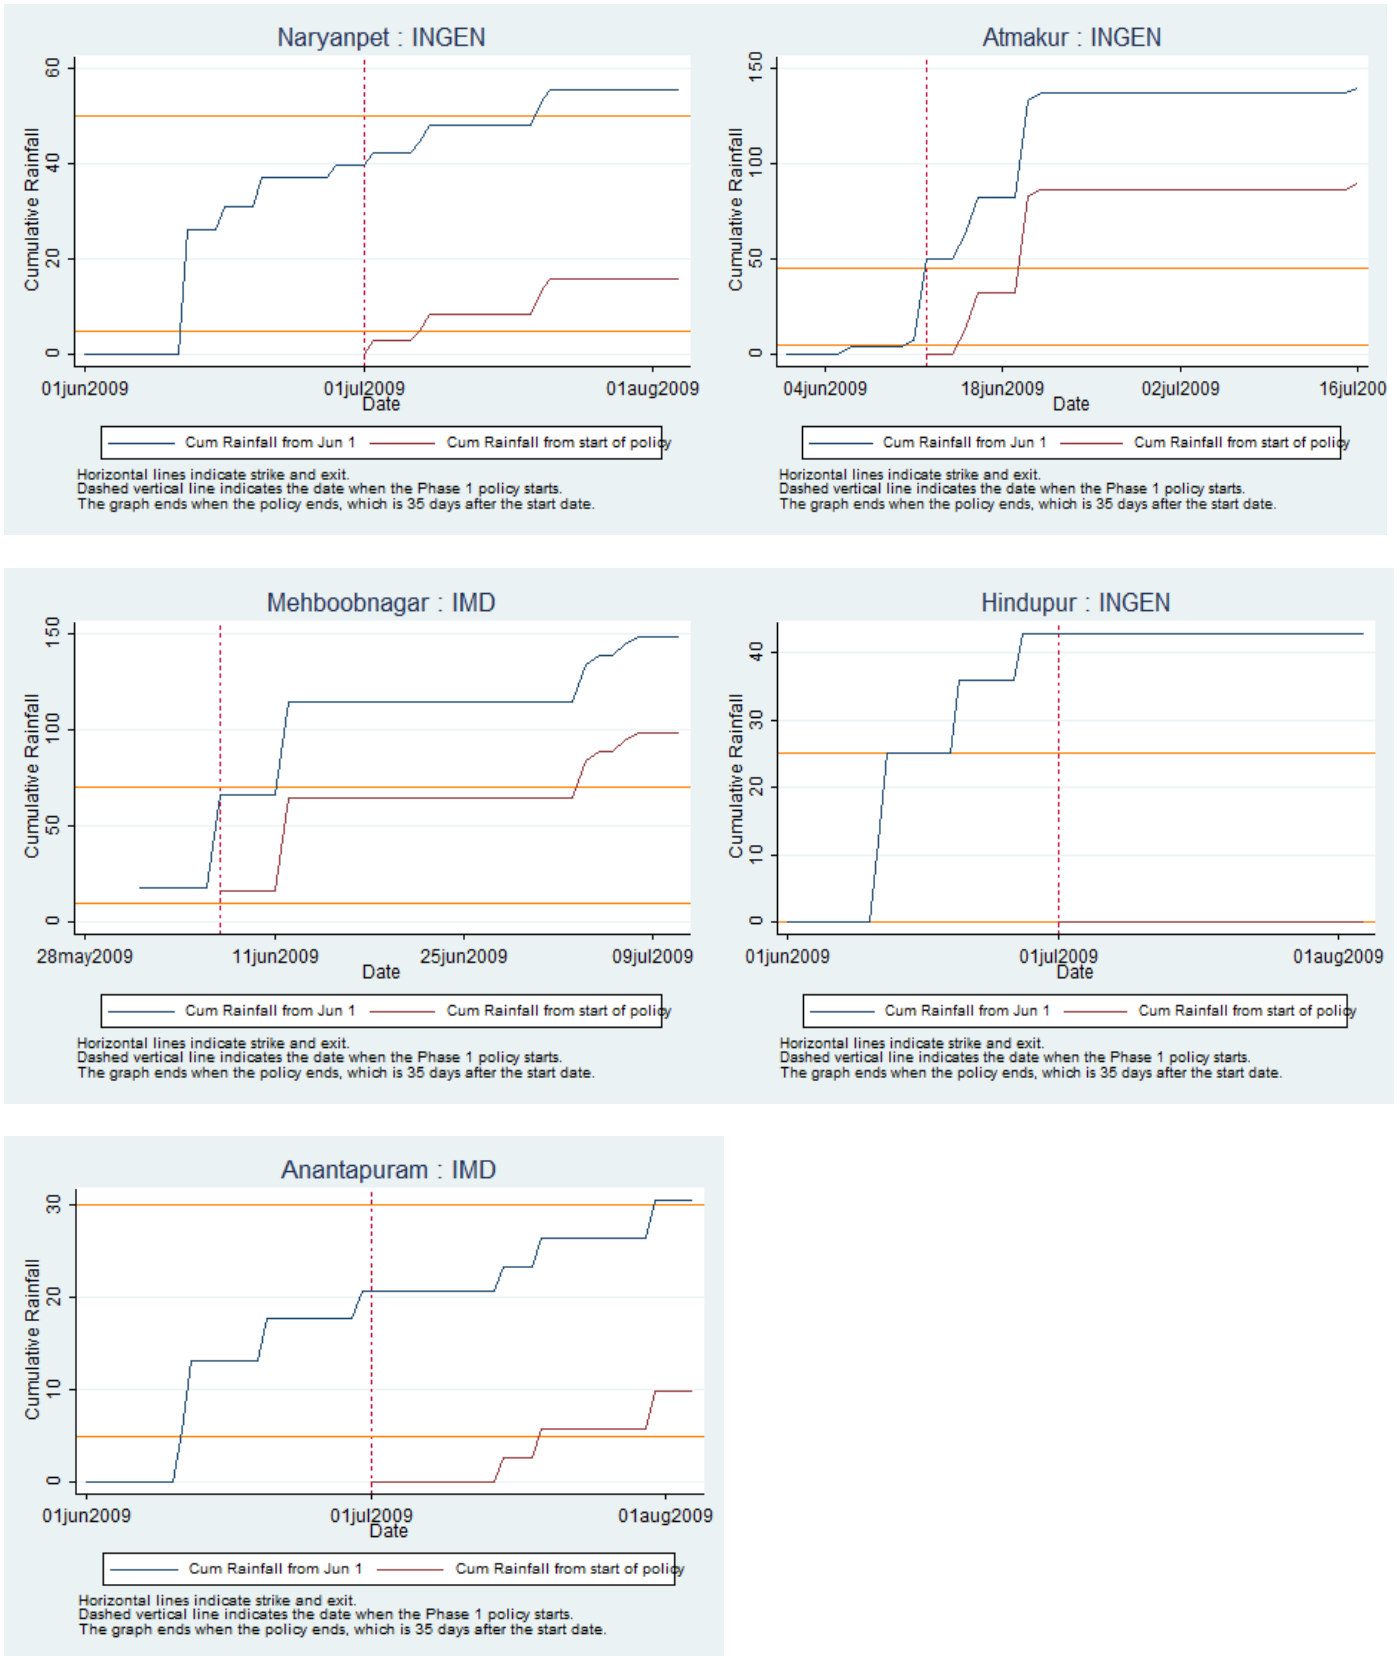 Naryanpet : INGEN
Cumulative Rainfall
60
40
20
0
01jun2009 01jul2009 01aug2009
Date
Cum Rainfall from Jun 1 Cum Rainfall from start of policy
Horizontal lines indicate strike and exit.
Dashed vertical line indicates the date when the Phase 1 policy starts.
The graph ends when the policy ends, which is 35 days after the start date.
Atmakur : INGEN
Cumulative Rainfall
150
100
50
0
04jun2009 18jun2009 02jul2009 16jul200
Date
Cum Rainfall from Jun 1 Cum Rainfall from start of policy
Horizontal lines indicate strike and exit.
Dashed vertical line indicates the date when the Phase 1 policy starts.
The graph ends when the policy ends, which is 35 days after the start date.
Mehboobnagar : IMD
Cumulative Rainfall
150
100
50
0
28may2009 11jun2009 25jun2009 09jul2009
Date
Cum Rainfall from Jun 1 Cum Rainfall from start of policy
Horizontal lines indicate strike and exit.
Dashed vertical line indicates the date when the Phase 1 policy starts.
The graph ends when the policy ends, which is 35 days after the start date.
Hindupur : INGEN
Cumulative Rainfall
40
30
20
10
0
01jun2009 01jul2009 01aug2009
Date
Cum Rainfall from Jun 1 Cum Rainfall from start of policy
Horizontal lines indicate strike and exit.
Dashed vertical line indicates the date when the Phase 1 policy starts.
The graph ends when the policy ends, which is 35 days after the start date.
Anantapuram : IMD
Cumulative Rainfall
30
20
10
0
01jun2009 01jul2009 01aug2009
Date
Cum Rainfall from Jun 1 Cum Rainfall from start of policy
Horizontal lines indicate strike and exit.
Dashed vertical line indicates the date when the Phase 1 policy starts.
The graph ends when the policy ends, which is 35 days after the start date.